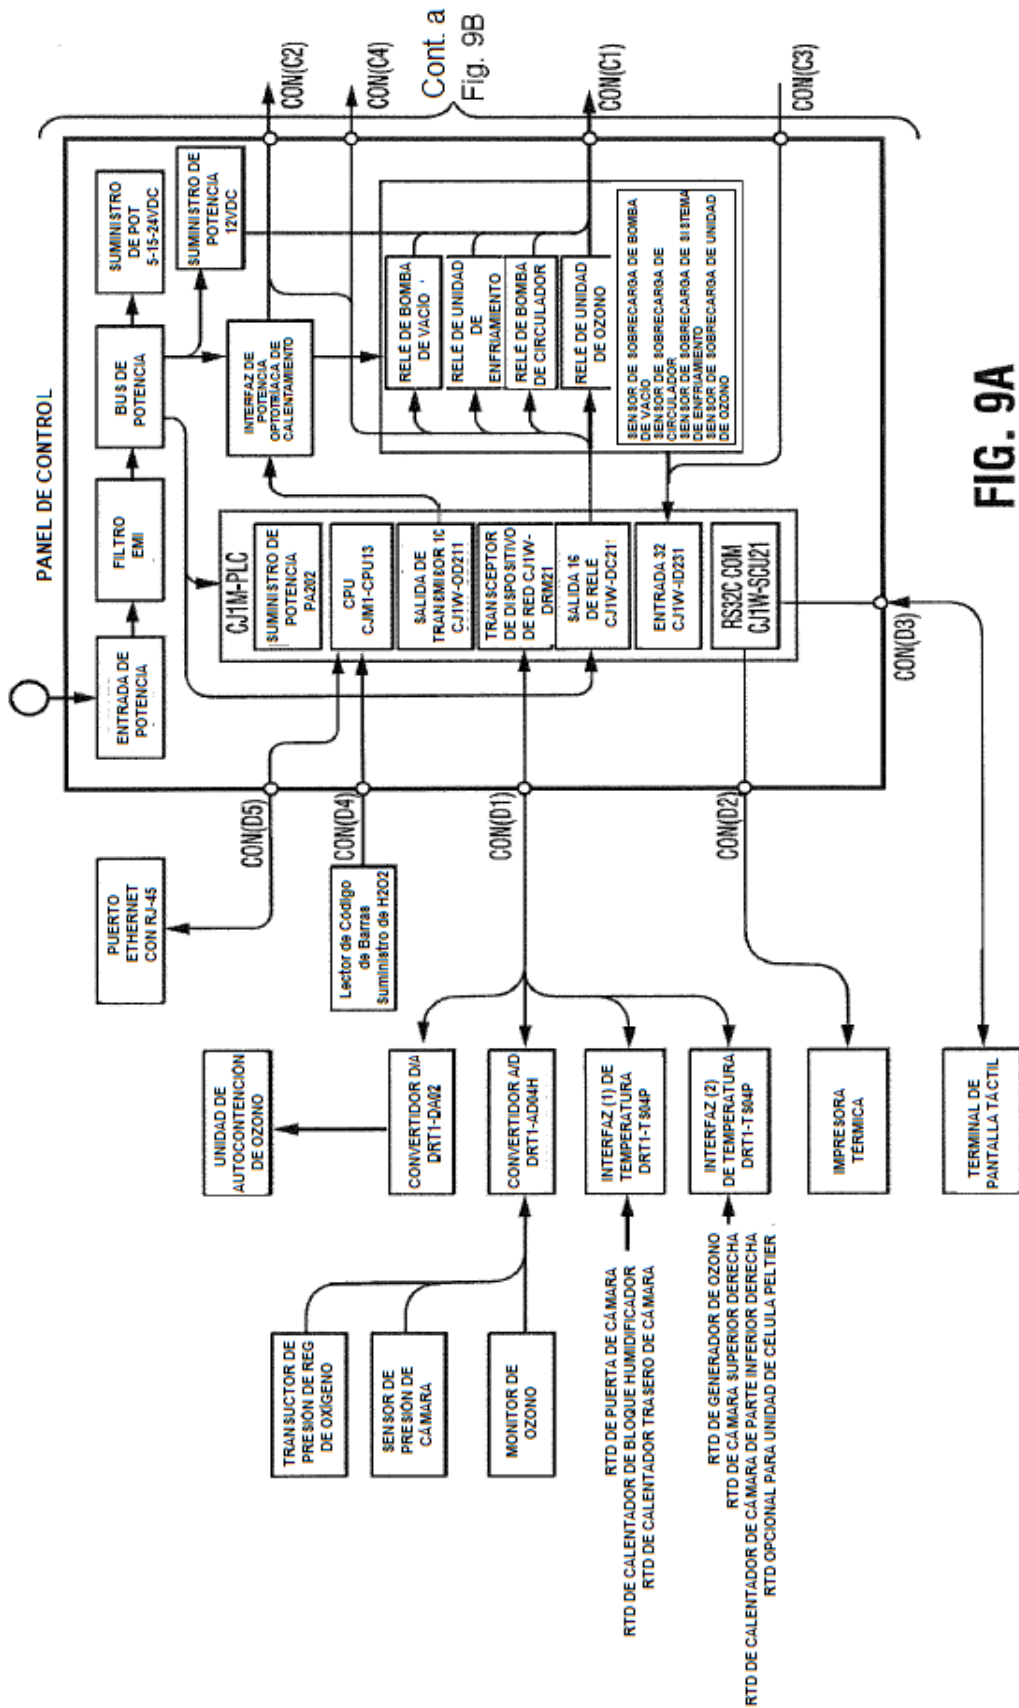 PANEL DE CONTROL
ENTRADA DE
POTENCIA
FILTRO
EMI
BUS DE
POTENCIA
SUMINISTRO
DE POT
5-15-24VDC
SUMINISTRO DE
POTENCIA
12VDC
INTERFAZ DE
POTENCIA
OPTOTRÍACA DE
CALENTAMIENTO
CJ1M-PLC
SUMINISTRO DE
POTENCIA
PA202
CPU
CJM1-CPU13
SALIDA DE
TRANSMISOR 1C
CJ1W-OD211
TRANSCEPTOR
DE DISPOSITIVO
DE RED CJ1W-
DRM21
SALIDA 16
DE RELÉ
CJ1W-DC21
ENTRADA 32
CJ1W-ID231
RS32C COM
CJ1W-SCU21
RELÉ DE BOMBA
DE VACÍO
RELÉ DE UNIDAD
DE
ENFRIAMIENTO
RELÉ DE BOMBA
DE CIRCULADOR
RELÉ DE UNIDAD
DE OZONO
SENSOR DE SOBRECARGA DE BOMBA
DE VACÍO
SENSOR DE SOBRECARGA DE
CIRCULADOR
SENSOR DE SOBRECARGA DE SISTEMA
DE ENFRIAMIENTO
SENSOR DE SOBRECARGA DE UNIDAD
DE OZONO
CON(C2)
CON(C4)
Cont. a
Fig. 9B
CON(C1)
CON(C3)
CON(D5)
CON(D4)
CON(D1)
CON(D2)
CON(D3)
PUERTO
ETHERNET
CON RJ-45
Lector de Código
de Barras
Suministro de H2O2
UNIDAD DE
AUTOCONTENCIÓN
DE OZONO
CONVERTIDOR D/A
DRT1-DA02
CONVERTIDOR A/D
DRT1-AD04H
INTERFAZ (1) DE
TEMPERATURA
DRT1-TS04P
INTERFAZ (2)
DE TEMPERATURA
DRT1-TS04P
IMPRESORA
TÉRMICA
TERMINAL DE
PANTALLA TÁCTIL
TRANSUCTOR DE
PRESIÓN DE REG
DE OXÍGENO
SENSOR DE
PRESIÓN DE
CÁMARA
MONITOR DE
OZONO
RTD DE PUERTA DE CÁMARA
RTD DE CALENTADOR DE BLOQUE HUMIDIFICADOR
RTD DE CALENTADOR TRASERO DE CÁMARA
RTD DE GENERADOR DE OZONO
RTD DE CÁMARA SUPERIOR DERECHA
RTD DE CALENTADOR DE CÁMARA DE PARTE INFERIOR DERECHA
RTD OPCIONAL PARA UNIDAD DE CÉLULA PELTIER
FIG. 9A